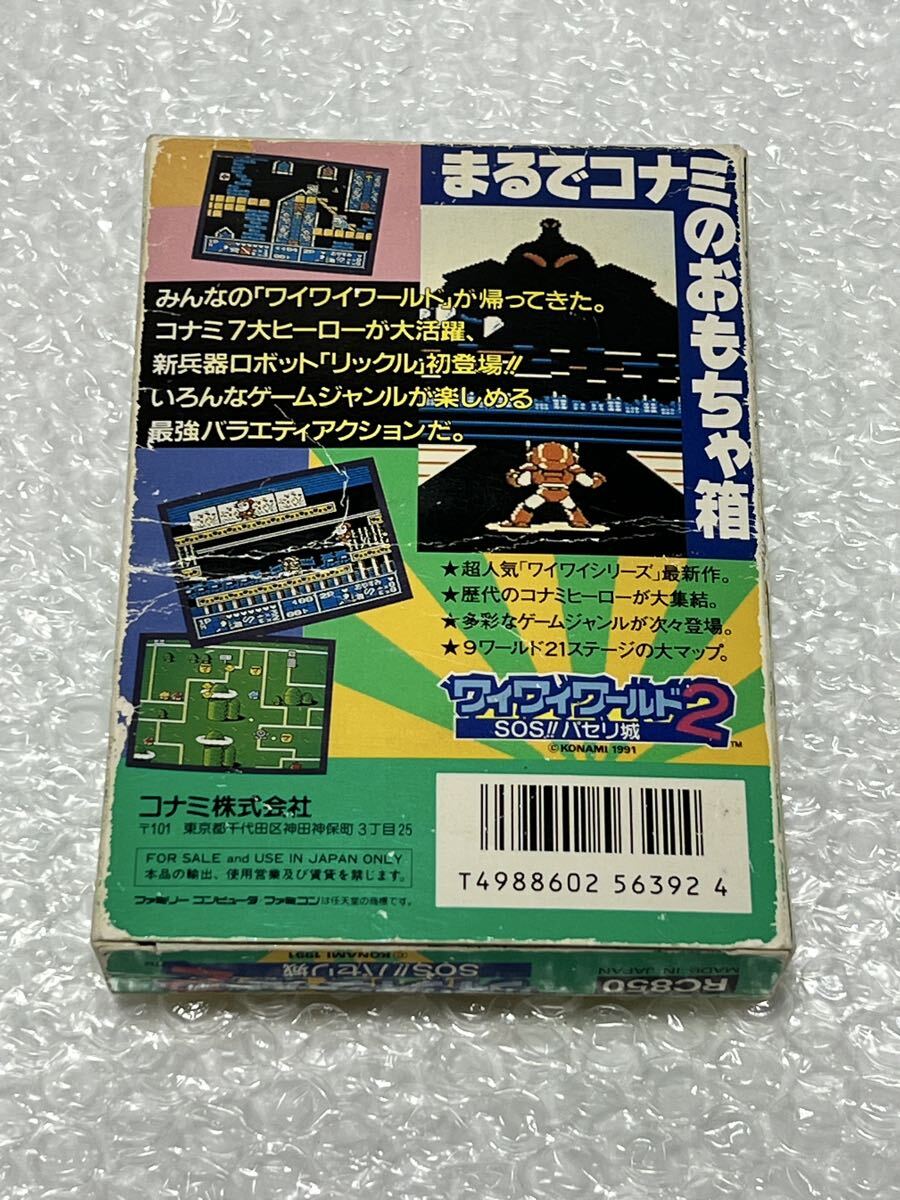 まるでコナミのおもちゃ箱
みんなの「ワイワイワールド」が帰ってきた。
コナミ7大ヒーローが大活躍、
新兵器ロボット「リックル」初登場!!
いろんなゲームジャンルが楽しめる
最強バラエティアクションだ。
★超人気「ワイワイシリーズ」最新作。
★歴代のコナミヒーローが大集結。
★多彩なゲームジャンルが次々登場。
★9ワールド21ステージの大マップ。
ワイワイワールド2
SOS!!パセリ城
TM
©KONAMI 1991
コナミ株式会社
〒101 東京都千代田区神田神保町3丁目25
FOR SALE and USE IN JAPAN ONLY
本品の輸出、使用営業及び賃貸を禁じます。
ファミリーコンピュータ・ファミコンは任天堂の商標です。
T4988602 56392 4
©KONAMI 1991
SOS!!パセリ城
ワイワイワールド2
RC850
MADE IN JAPAN